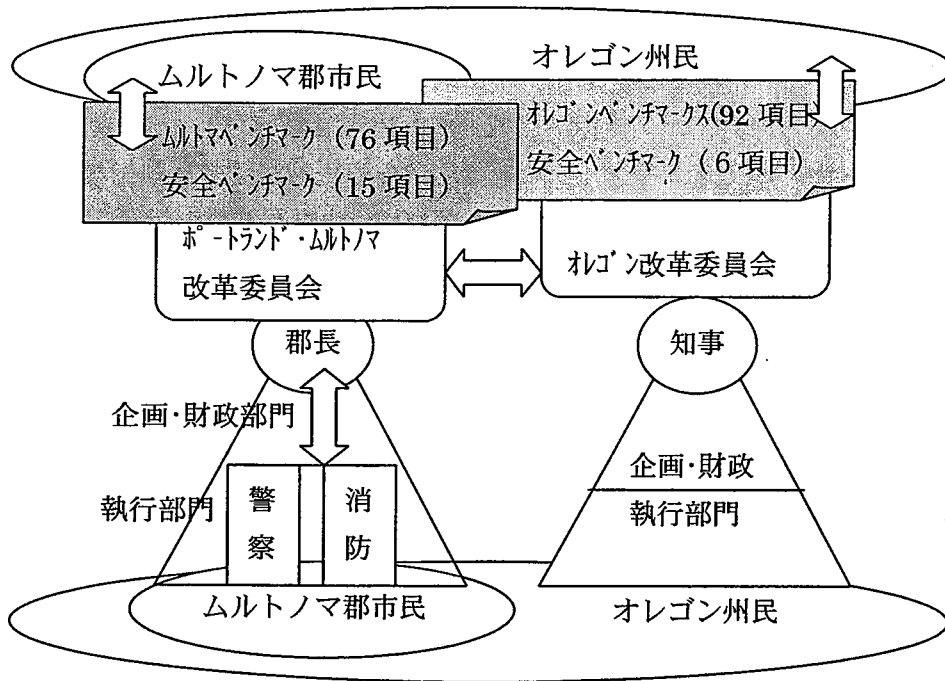 オレゴン州民
ムルトノマ郡市民
ムルトマベンチマーク (76 項目)
安全ベンチマーク (15 項目)
オレゴンベンチマークス(92 項目)
安全ベンチマーク (6 項目)
ポートランド・ムルトノマ
改革委員会
オレゴン改革委員会
郡長
知事
企画・財政部門
執行部門
警察
消防
企画・財政
執行部門
ムルトノマ郡市民
オレゴン州民